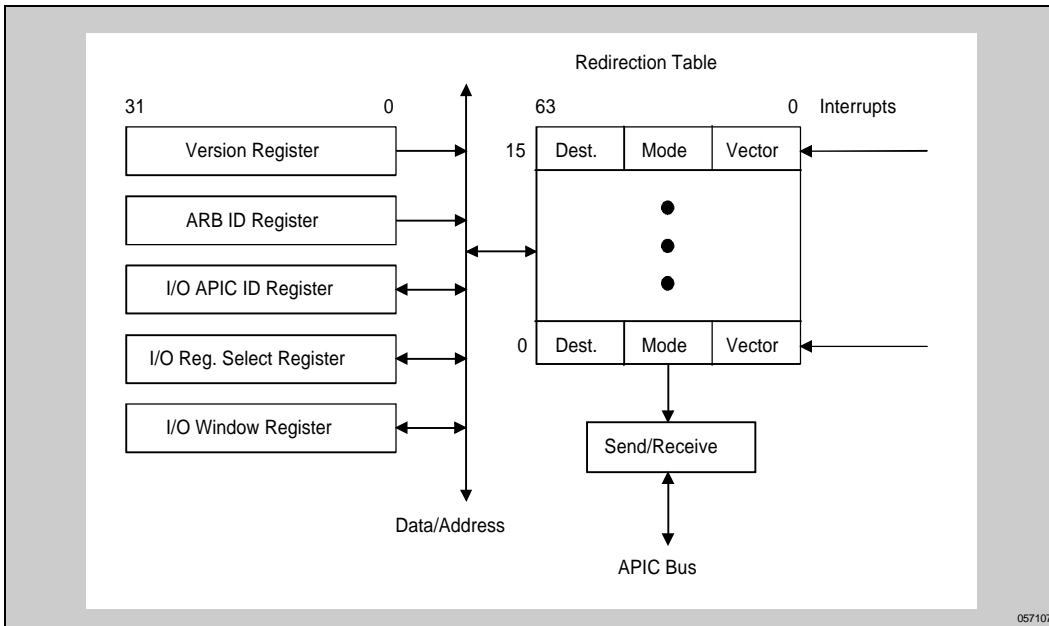 Redirection Table
31 0
63 0 Interrupts
Version Register
15 Dest. Mode Vector
ARB ID Register
I/O APIC ID Register
I/O Reg. Select Register
0 Dest. Mode Vector
I/O Window Register
Send/Receive
Data/Address
APIC Bus
057107